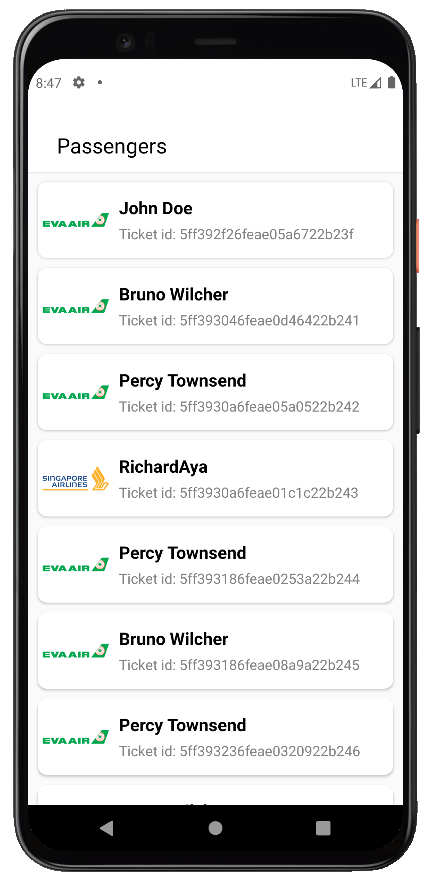 8:47
LTE
Passengers
EVA AIR
John Doe
Ticket id: 5ff392f26feae05a6722b23f
EVA AIR
Bruno Wilcher
Ticket id: 5ff393046feae0d46422b241
EVA AIR
Percy Townsend
Ticket id: 5ff3930a6feae05a0522b242
SINGAPORE
AIRLINES
RichardAya
Ticket id: 5ff3930a6feae01c1c22b243
EVA AIR
Percy Townsend
Ticket id: 5ff393186feae0253a22b244
EVA AIR
Bruno Wilcher
Ticket id: 5ff393186feae08a9a22b245
EVA AIR
Percy Townsend
Ticket id: 5ff393236feae0320922b246